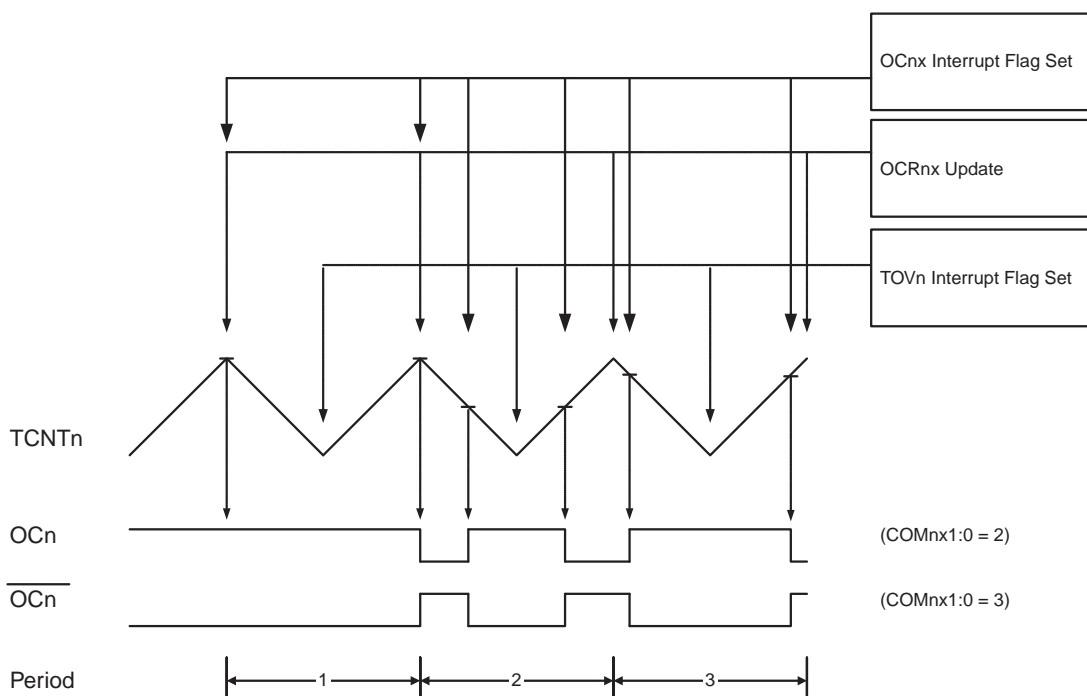 OCnx Interrupt Flag Set
OCRnx Update
TOVn Interrupt Flag Set
TCNTn
OCn
(COMnx1:0 = 2)
OCn
(COMnx1:0 = 3)
Period
1
2
3